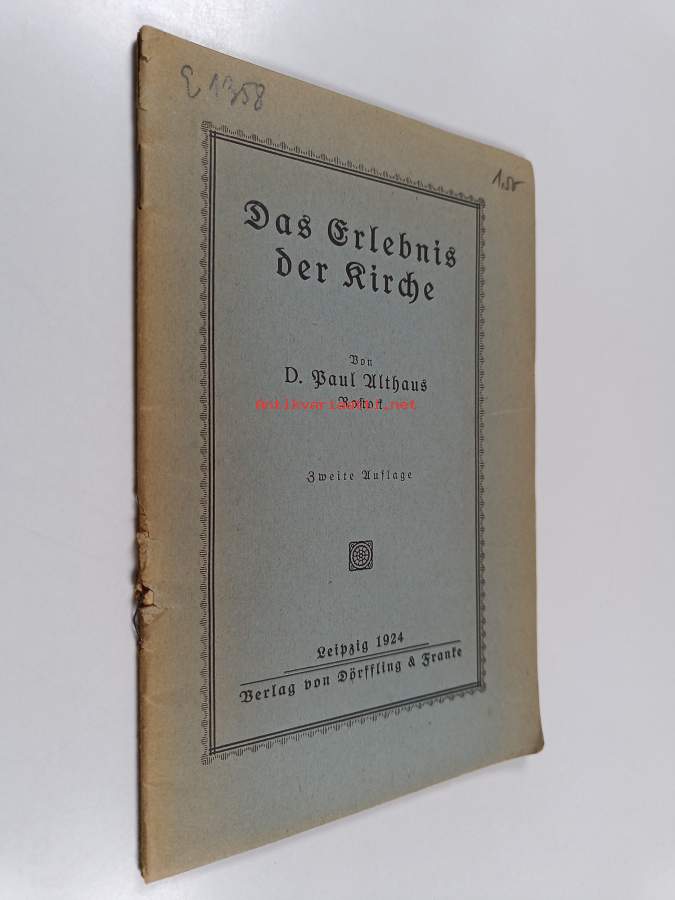 Q 1358
1.50
Das Erlebnis
der Kirche
Von
D. Paul Althaus
antikvariaatti.net
Rostock
Zweite Auflage
Leipzig 1924
Verlag von Dörffling & Franke